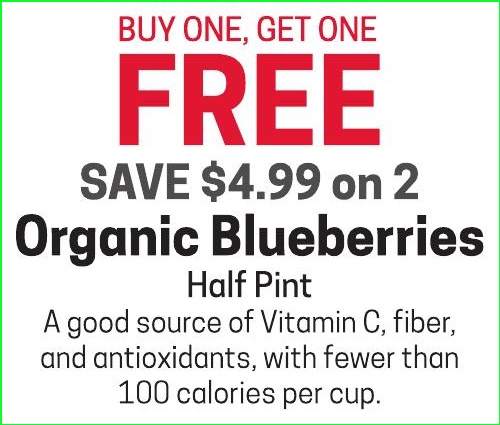 BUY ONE, GET ONE
FREE
SAVE $4.99 on 2
Organic Blueberries
Half Pint
A good source of Vitamin C, fiber,
and antioxidants, with fewer than
100 calories per cup.